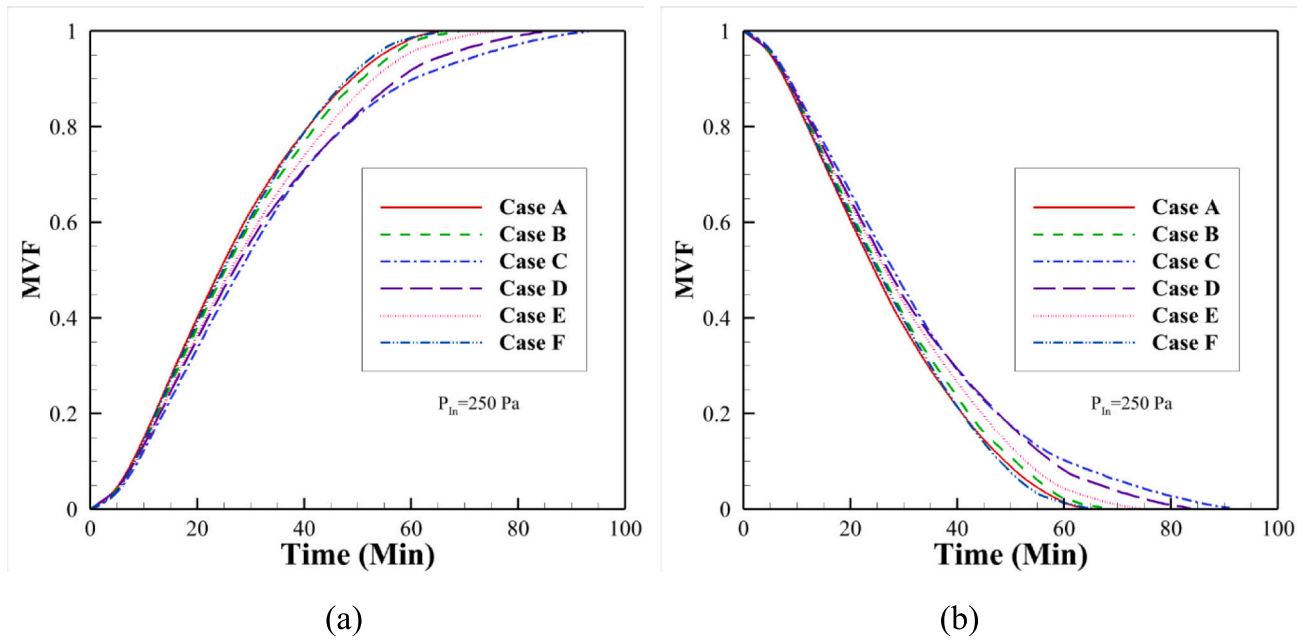 1
0.8
0.6
0.4
0.2
0
MVF
0 20 40 60 80 100
Time (Min)
Case A
Case B
Case C
Case D
Case E
Case F
P_In=250 Pa
(a)
1
0.8
0.6
0.4
0.2
0
MVF
0 20 40 60 80 100
Time (Min)
Case A
Case B
Case C
Case D
Case E
Case F
P_In=250 Pa
(b)